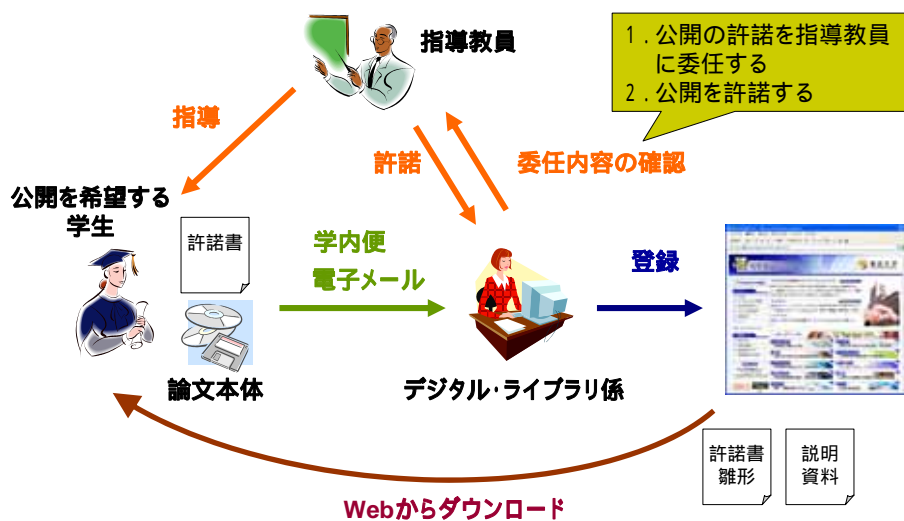 指導教員
1．公開の許諾を指導教員
に委任する
2．公開を許諾する
指導
許諾
委任内容の確認
公開を希望する
学生
許諾書
学内便
電子メール
登録
論文本体
デジタル・ライブラリ係
許諾書
雛形
説明
資料
Webからダウンロード